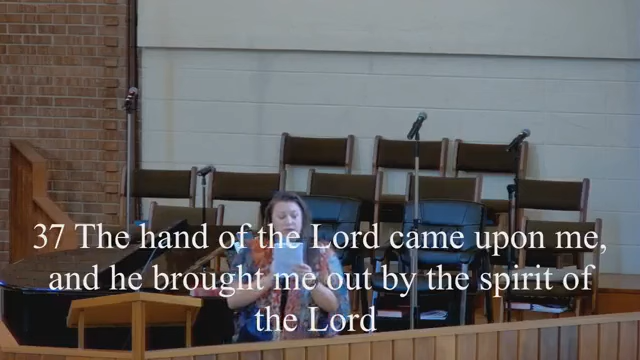 37 The hand of the Lord came upon me,
and he brought me out by the spirit of
the Lord